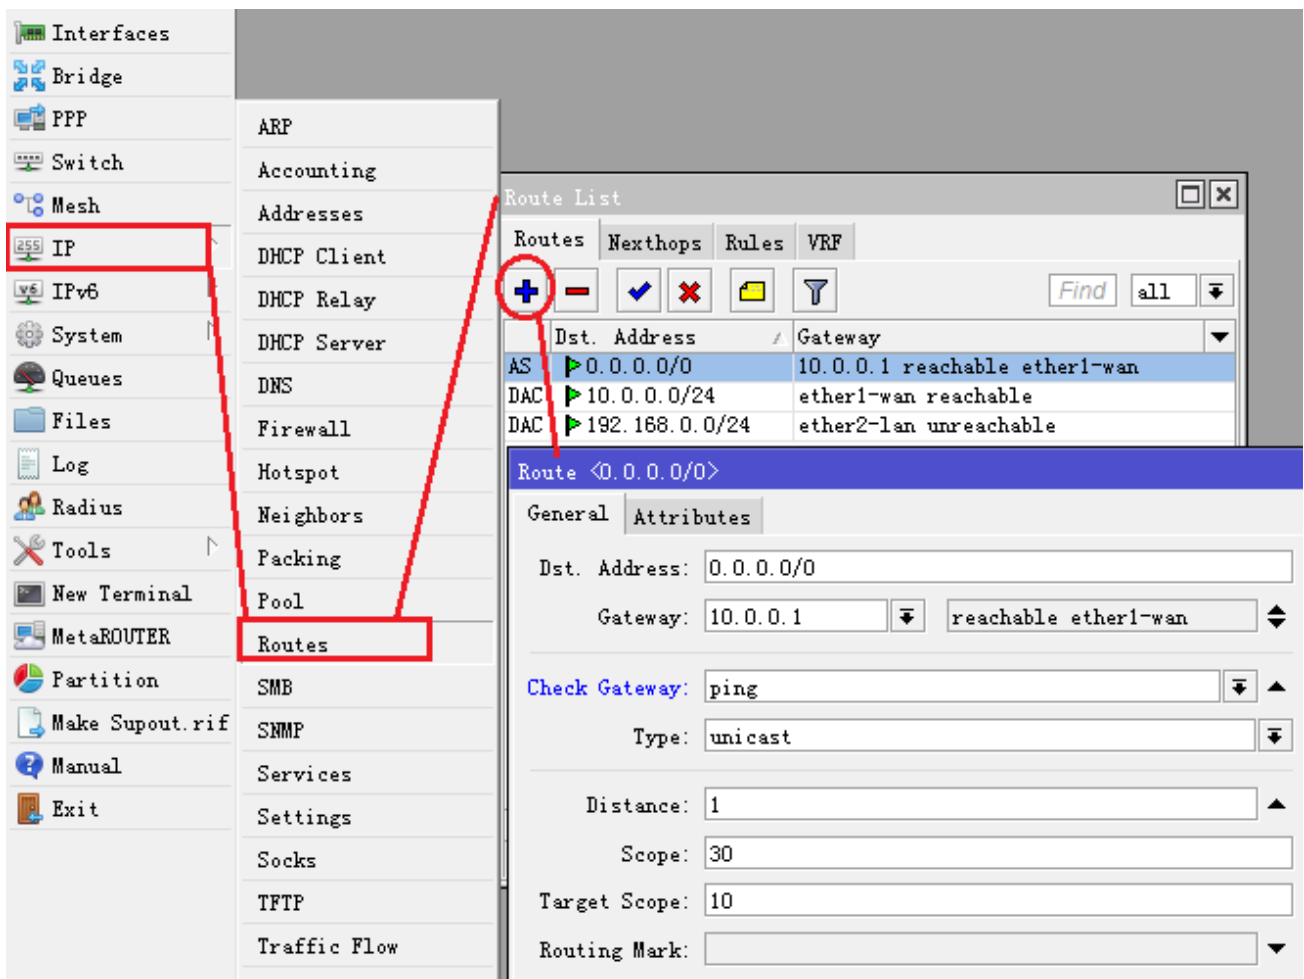 Interfaces
Bridge
PPP
Switch
Mesh
255 IP
v6 IPv6
System
Queues
Files
Log
Radius
Tools
New Terminal
MetaROUTER
Partition
Make Supout.rif
Manual
Exit
ARP
Accounting
Addresses
DHCP Client
DHCP Relay
DHCP Server
DNS
Firewall
Hotspot
Neighbors
Packing
Pool
Routes
SMB
SNMP
Services
Settings
Socks
TFTP
Traffic Flow
Route List
Routes Nexthops Rules VRF
Find all
Dst. Address Gateway
AS 0.0.0.0/0 10.0.0.1 reachable ether1-wan
DAC 10.0.0.0/24 ether1-wan reachable
DAC 192.168.0.0/24 ether2-lan unreachable
Route <0.0.0.0/0>
General Attributes
Dst. Address: 0.0.0.0/0
Gateway: 10.0.0.1 reachable ether1-wan
Check Gateway: ping
Type: unicast
Distance: 1
Scope: 30
Target Scope: 10
Routing Mark: